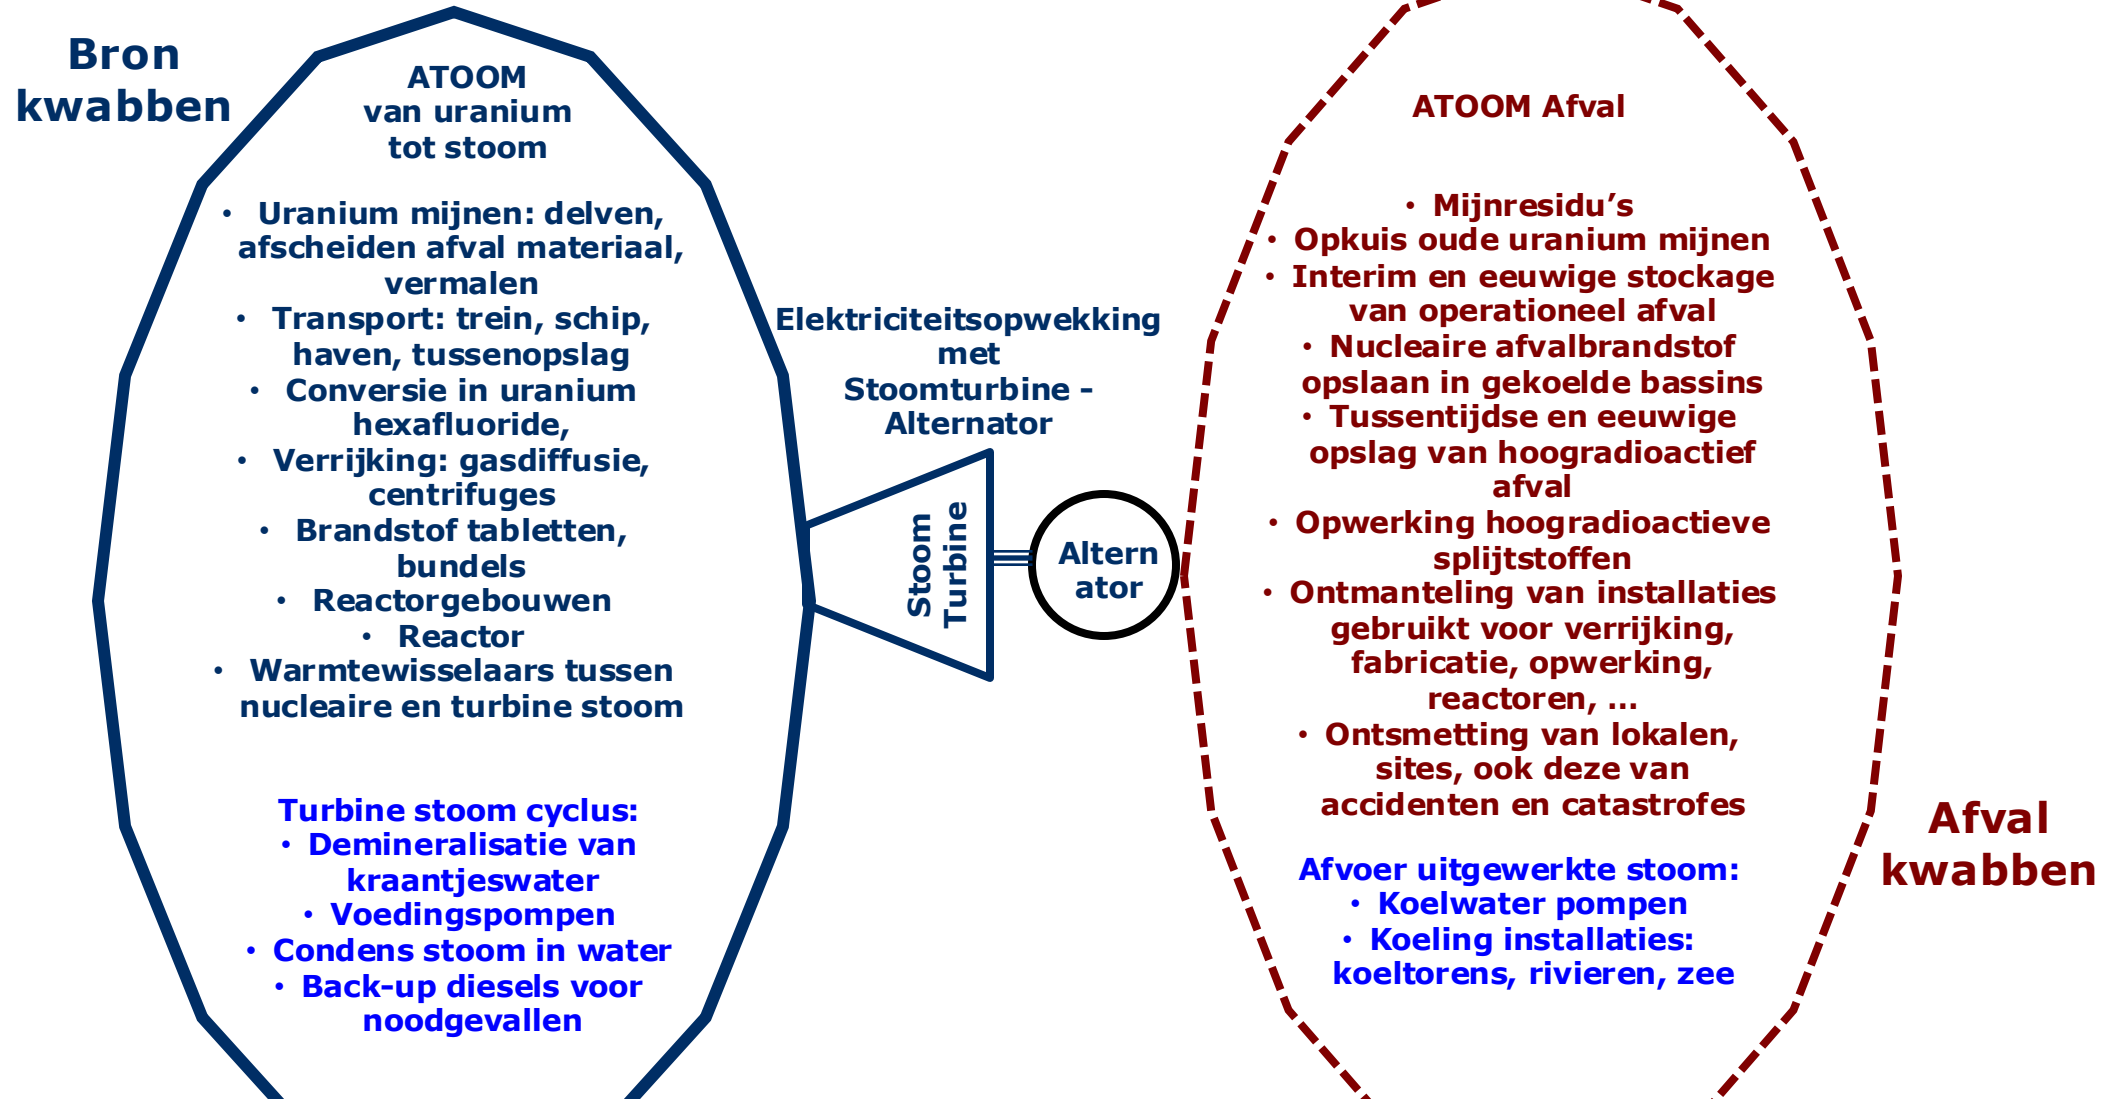 Bron
kwabben
ATOOM
van uranium
tot stoom
• Uranium mijnen: delven,
afscheiden afval materiaal,
vermalen
• Transport: trein, schip,
haven, tussenopslag
• Conversie in uranium
hexafluoride,
• Verrijking: gasdiffusie,
centrifuges
• Brandstof tabletten,
bundels
• Reactorgebouwen
• Reactor
• Warmtewisselaars tussen
nucleaire en turbine stoom
Turbine stoom cyclus:
• Demineralisatie van
kraantjeswater
• Voedingspompen
• Condens stoom in water
• Back-up diesels voor
noodgevallen
Elektriciteitsopwekking
met
Stoomturbine -
Alternator
Stoom
Turbine
Altern
ator
ATOOM Afval
• Mijnresidu’s
• Opkuis oude uranium mijnen
• Interim en eeuwige stockage
van operationeel afval
• Nucleaire afvalbrandstof
opslaan in gekoelde bassins
• Tussentijdse en eeuwige
opslag van hoogradioactief
afval
• Opwerking hoogradioactieve
splijtstoffen
• Ontmanteling van installaties
gebruikt voor verrijking,
fabricatie, opwerking,
reactoren, …
• Ontsmetting van lokalen,
sites, ook deze van
accidenten en catastrofes
Afvoer uitgewerkte stoom:
• Koelwater pompen
• Koeling installaties:
koeltorens, rivieren, zee
Afval
kwabben